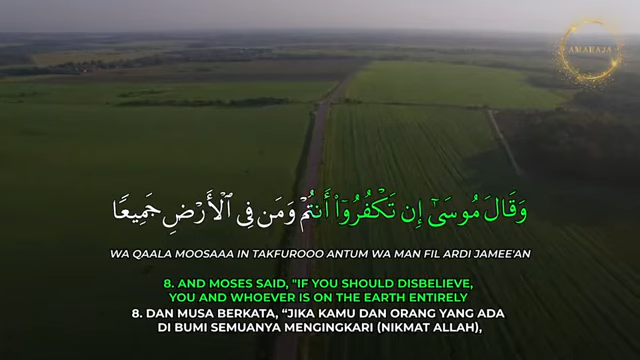 AMARAJA
وَقَالَ مُوسَىٰٓ إِن تَكْفُرُوٓا۟ أَنتُمْ وَمَن فِى ٱلْأَرْضِ جَمِيعًا
WA QAALA MOOSAAA IN TAKFUROOO ANTUM WA MAN FIL ARDI JAMEE'AN
8. AND MOSES SAID, "IF YOU SHOULD DISBELIEVE,
YOU AND WHOEVER IS ON THE EARTH ENTIRELY
8. DAN MUSA BERKATA, “JIKA KAMU DAN ORANG YANG ADA
DI BUMI SEMUANYA MENGINGKARI (NIKMAT ALLAH),